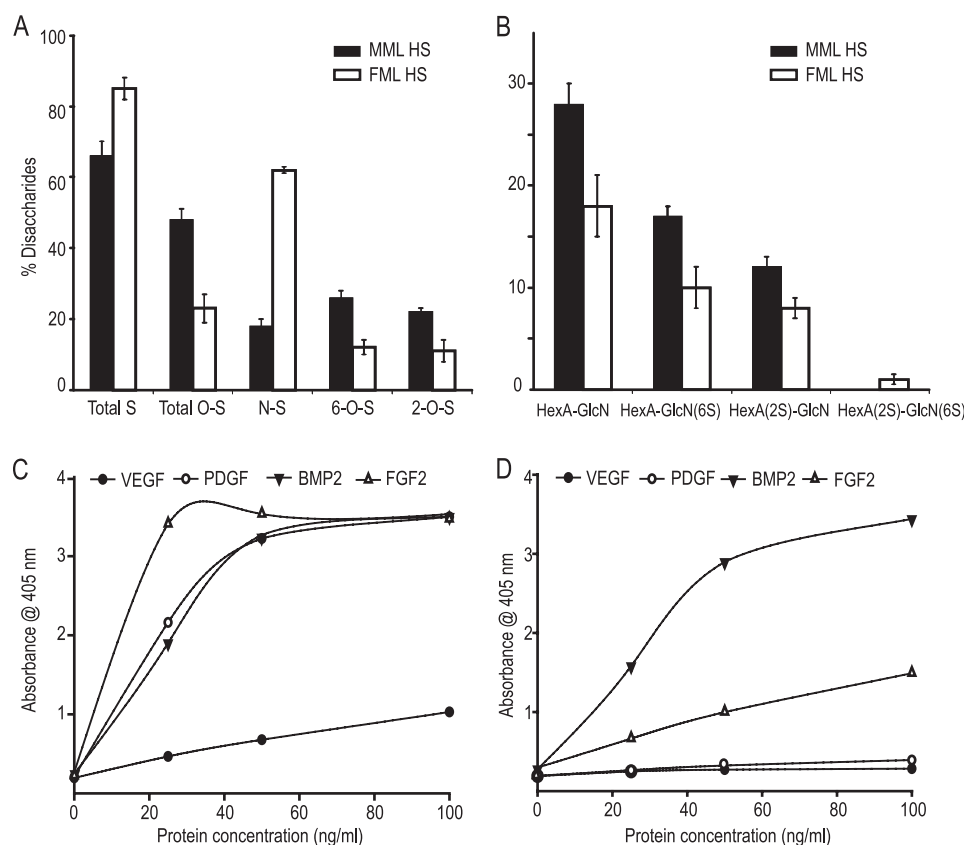 A
100
80
60
40
20
0
% Disaccharides
MML HS
FML HS
Total S Total O-S N-S 6-O-S 2-O-S
B
30
20
10
0
MML HS
FML HS
HexA-GlcN HexA-GlcN(6S) HexA(2S)-GlcN HexA(2S)-GlcN(6S)
C
VEGF PDGF BMP2 FGF2
4
3
2
1
Absorbance @ 405 nm
0 20 40 60 80 100
Protein concentration (ng/ml)
D
VEGF PDGF BMP2 FGF2
4
3
2
1
Absorbance @ 405 nm
0 20 40 60 80 100
Protein concentration (ng/ml)